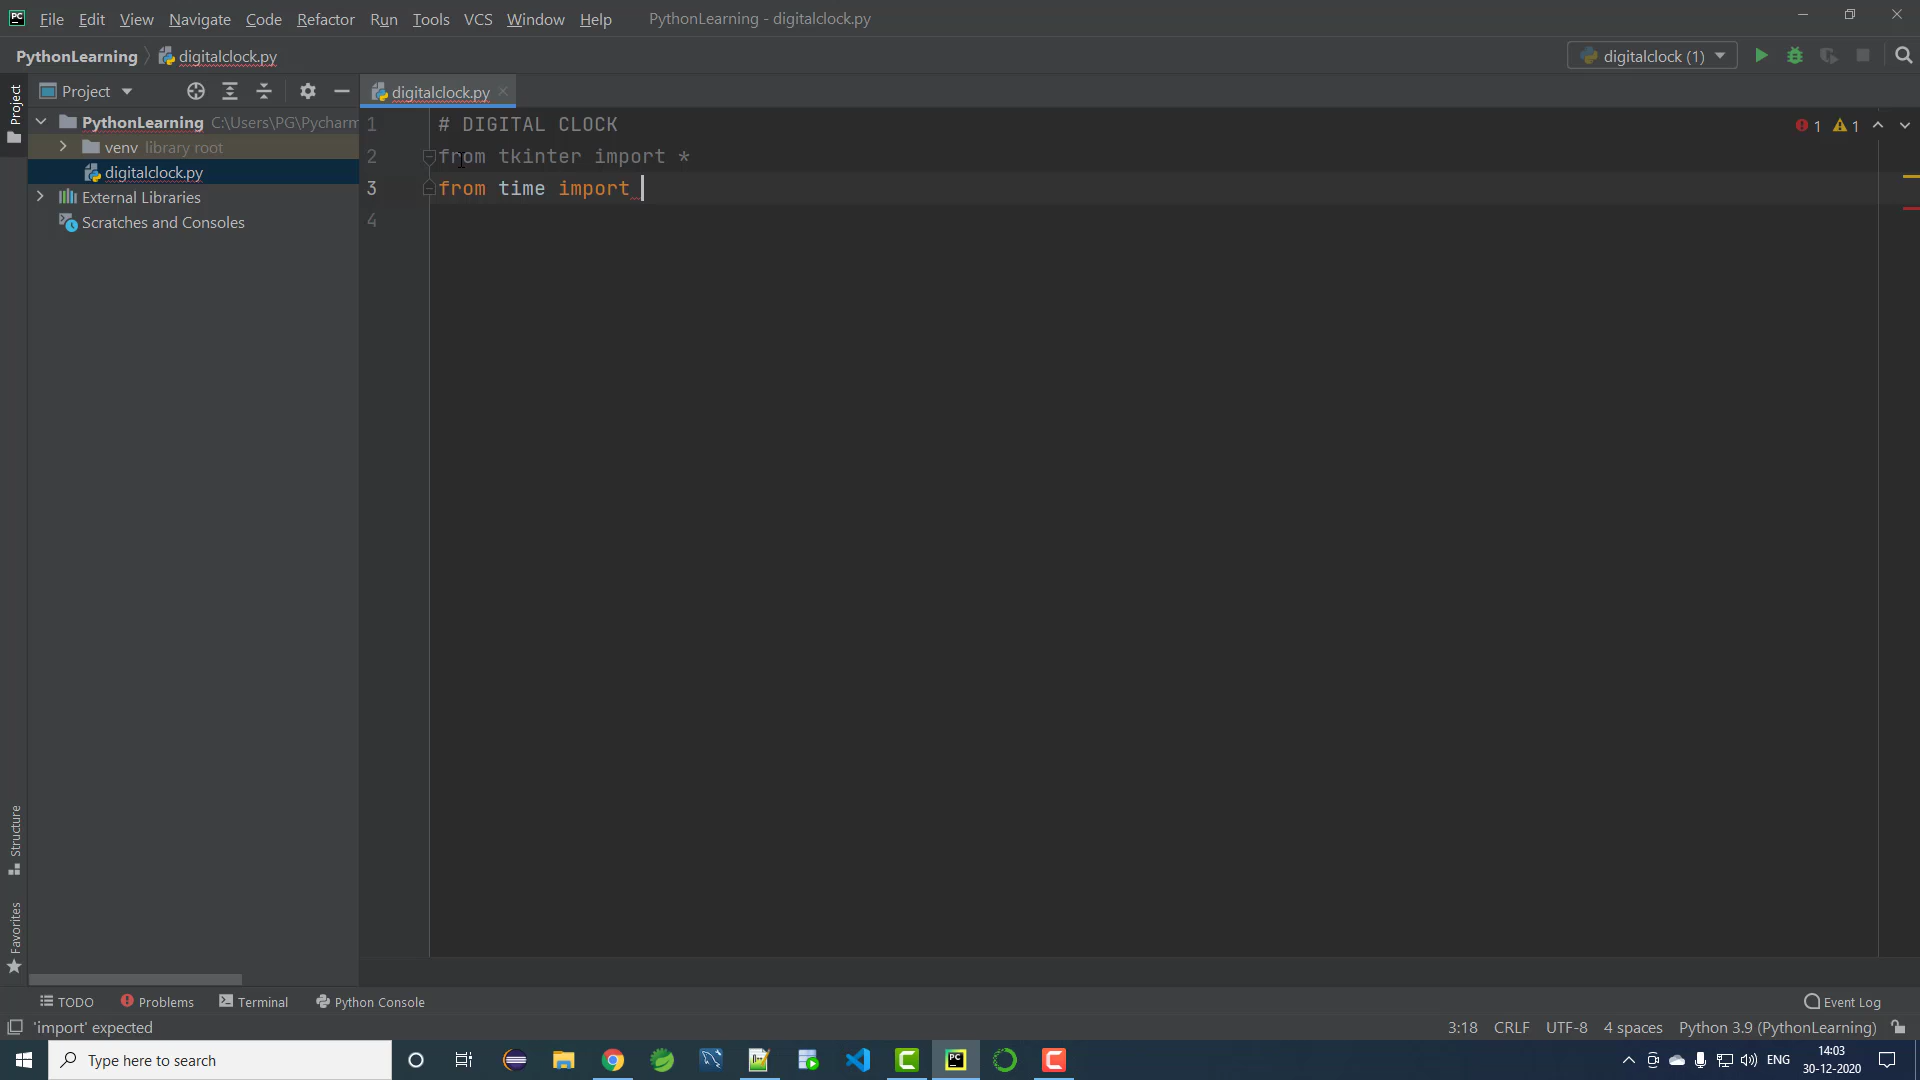 File Edit View Navigate Code Refactor Run Tools VCS Window Help PythonLearning - digitalclock.py
PythonLearning digitalclock.py digitalclock (1)
Project
Project
digitalclock.py
PythonLearning C:\Users\PG\Pycharm
venv library root
digitalclock.py
External Libraries
Scratches and Consoles
1 # DIGITAL CLOCK
2 from tkinter import *
3 from time import
4
1 1
Structure
Favorites
TODO Problems Terminal Python Console Event Log
'import' expected 3:18 CRLF UTF-8 4 spaces Python 3.9 (PythonLearning)
Type here to search
ENG
14:03
30-12-2020